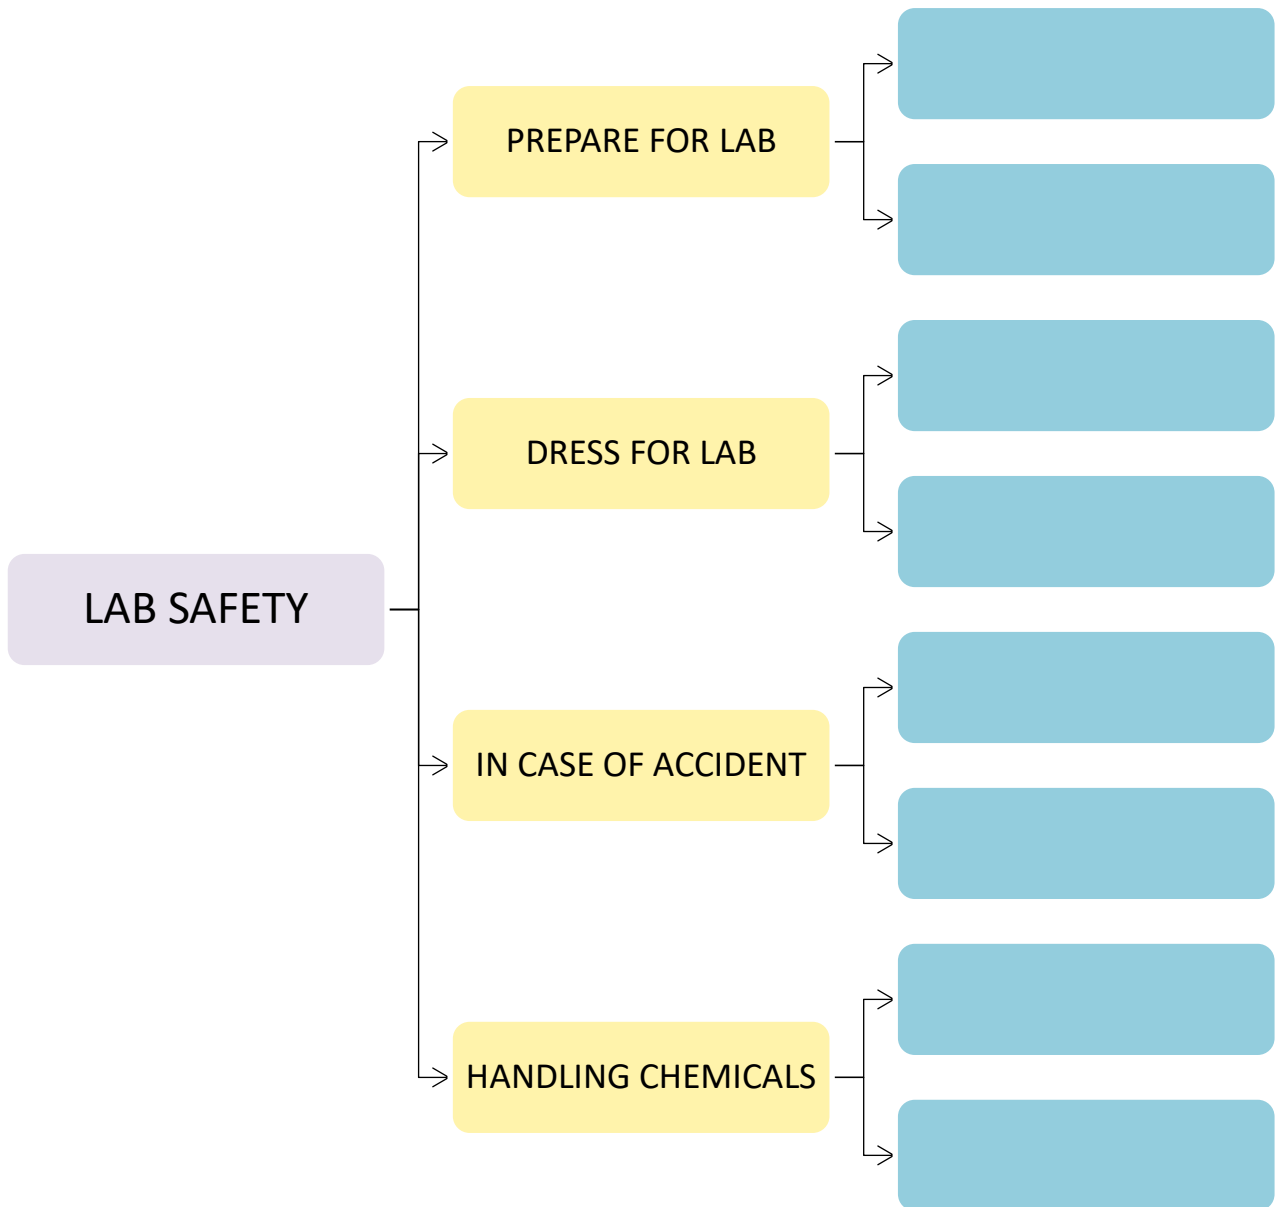 LAB SAFETY
PREPARE FOR LAB
DRESS FOR LAB
IN CASE OF ACCIDENT
HANDLING CHEMICALS